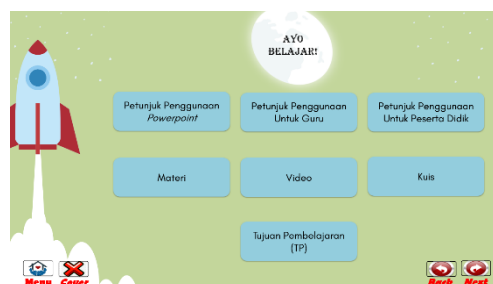 AYO
BELAJAR!
Petunjuk Penggunaan
Powerpoint
Petunjuk Penggunaan
Untuk Guru
Petunjuk Penggunaan
Untuk Peserta Didik
Materi
Video
Kuis
Tujuan Pembelajaran
(TP)
Menu
Cover
Back
Next